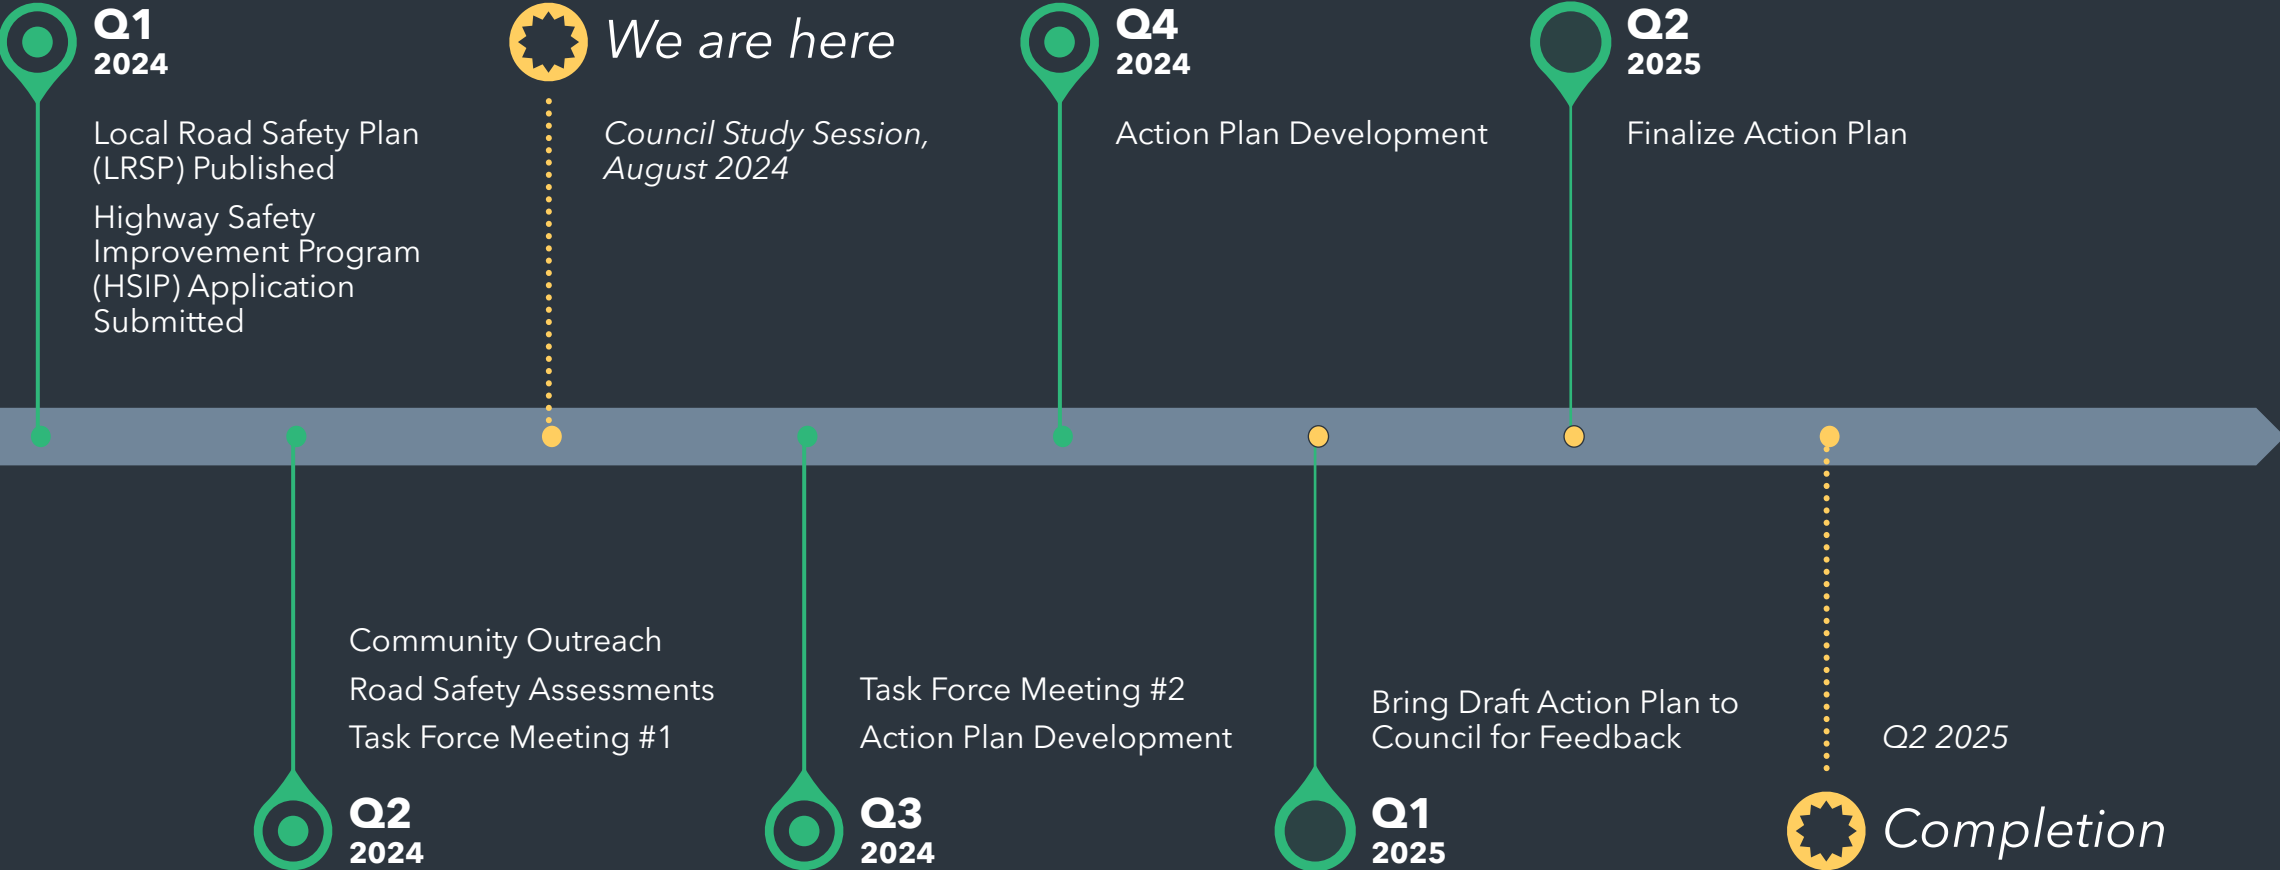 Q1
2024
Local Road Safety Plan
(LRSP) Published
Highway Safety
Improvement Program
(HSIP) Application
Submitted
We are here
Council Study Session,
August 2024
Q4
2024
Action Plan Development
Q2
2025
Finalize Action Plan
Community Outreach
Road Safety Assessments
Task Force Meeting #1
Q2
2024
Task Force Meeting #2
Action Plan Development
Q3
2024
Bring Draft Action Plan to
Council for Feedback
Q1
2025
Q2 2025
Completion